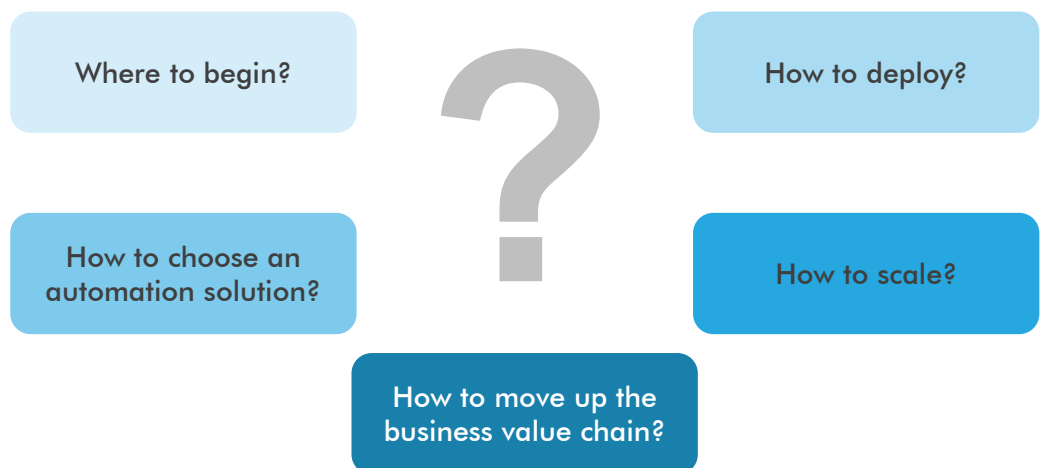 Where to begin?
?
How to deploy?
How to choose an
automation solution?
How to scale?
How to move up the
business value chain?